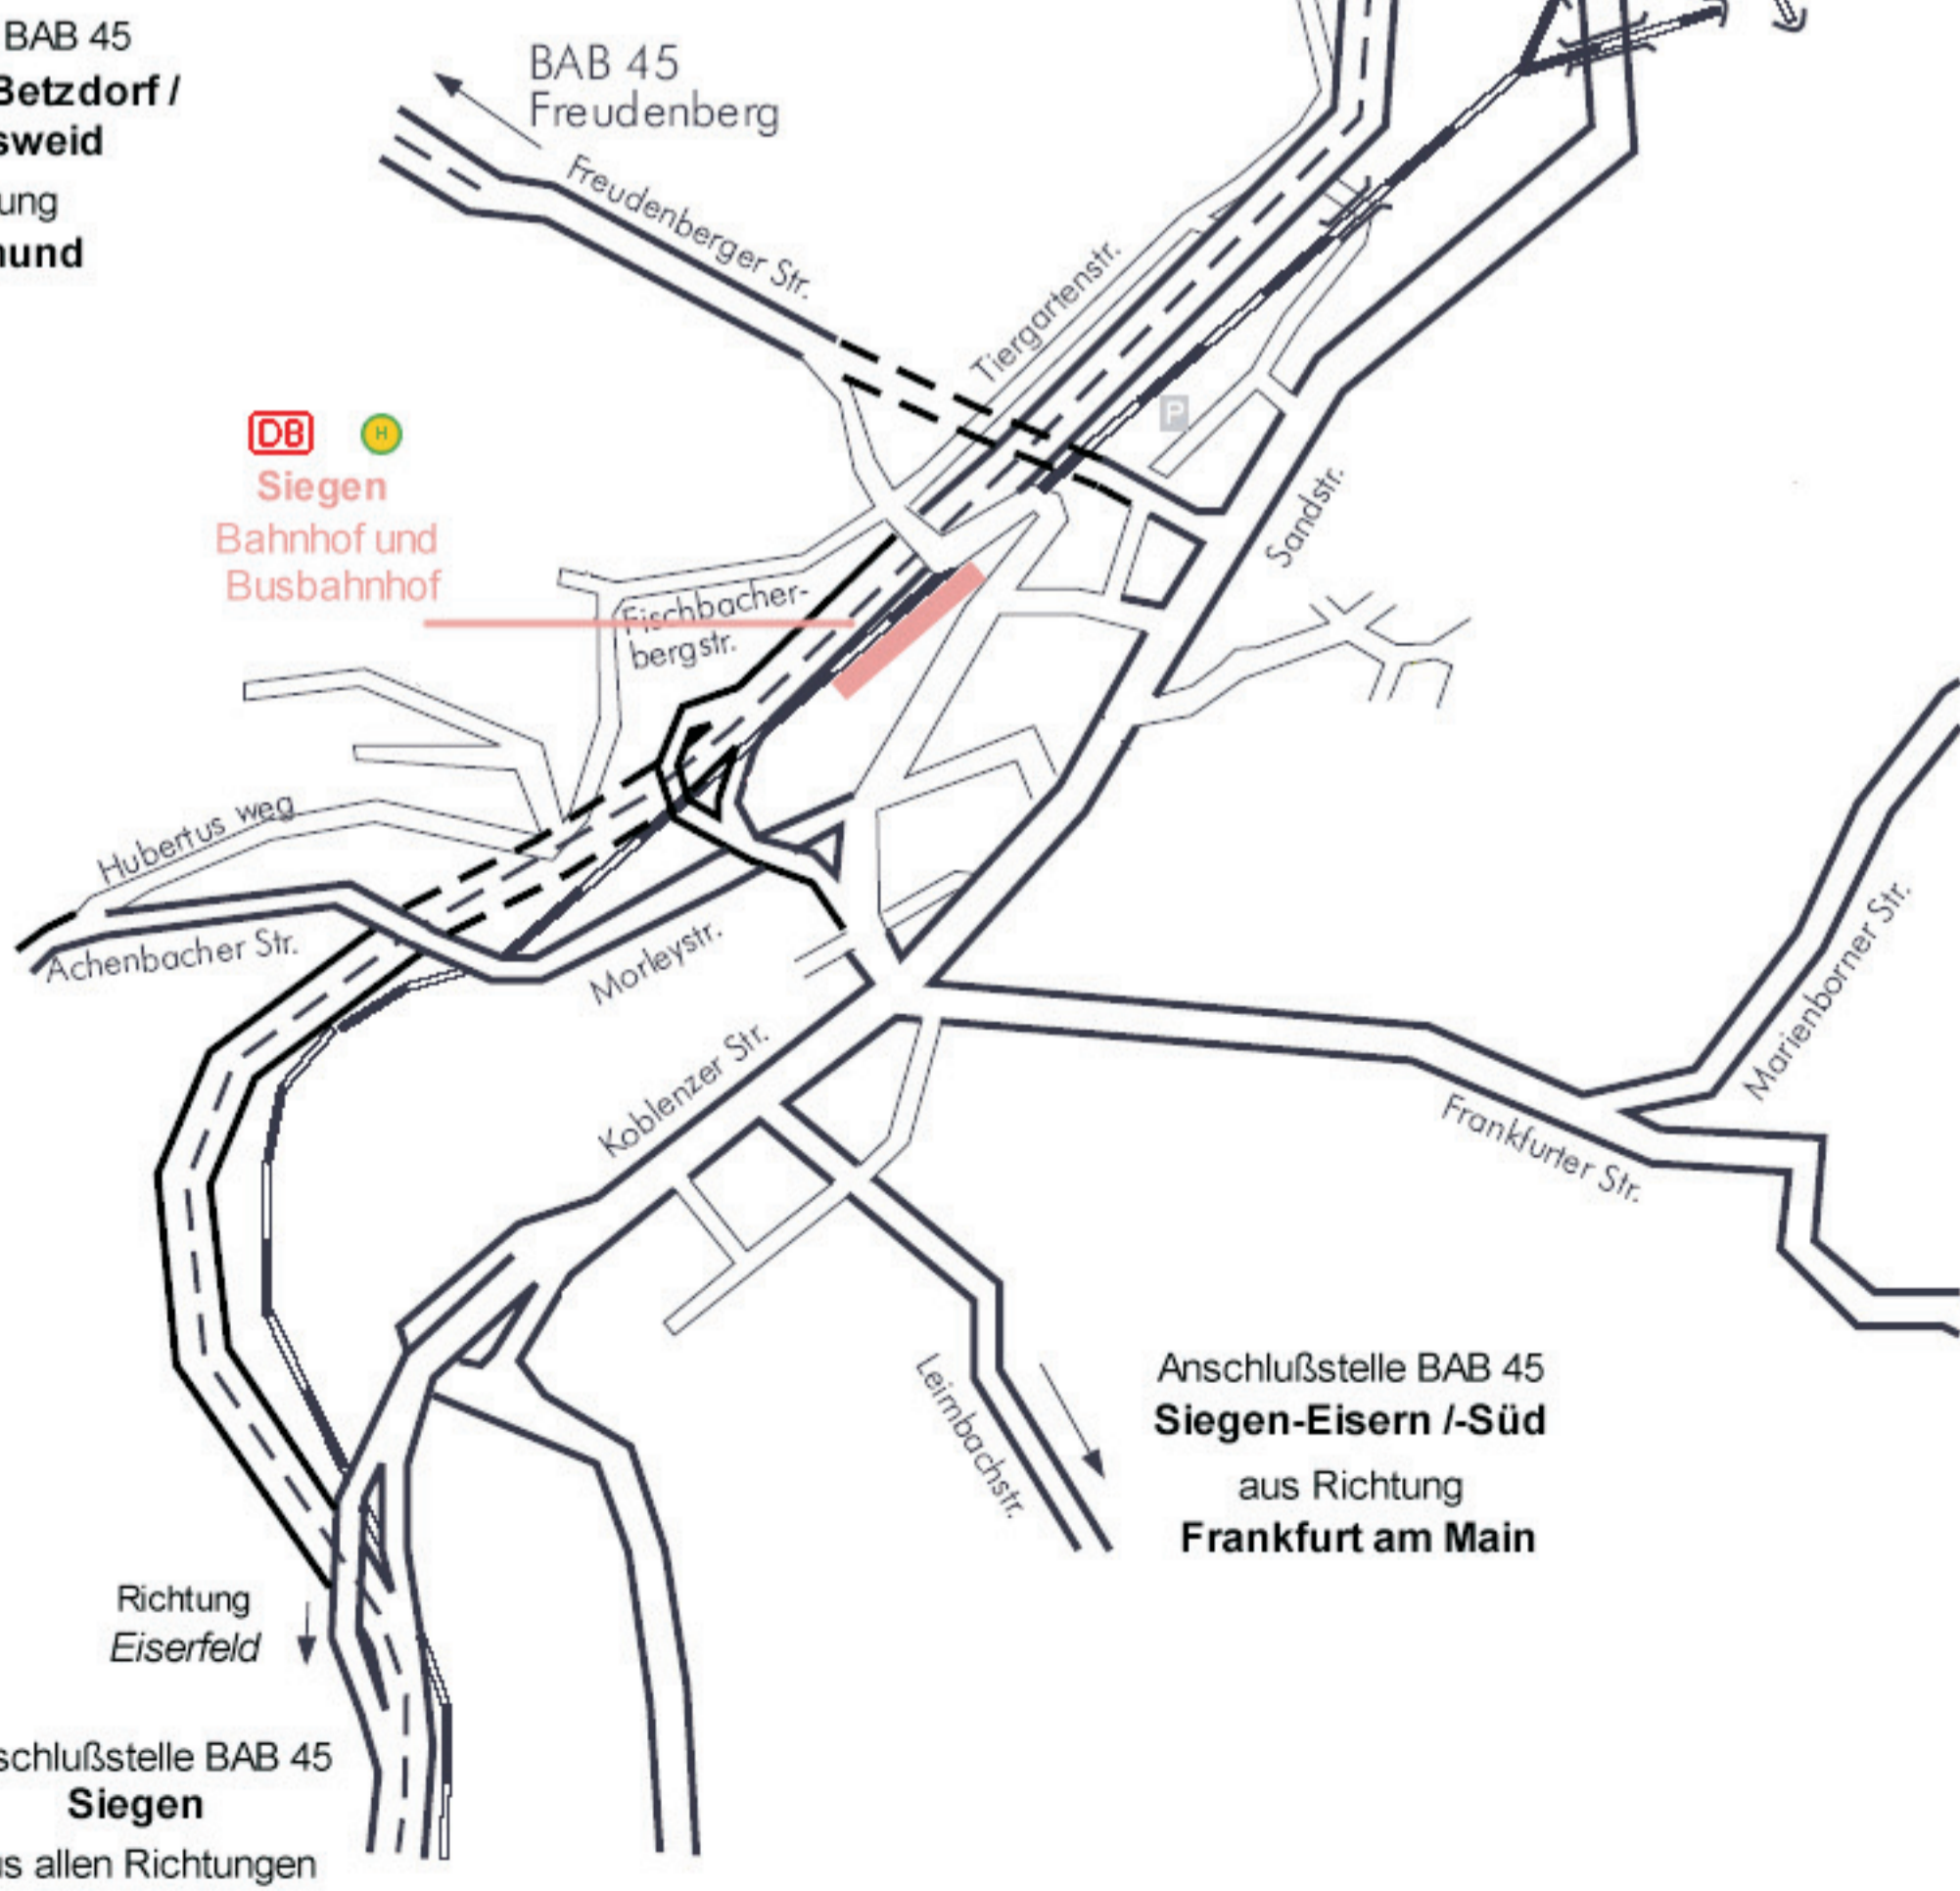 BAB 45
Betzdorf /
sweid
ung
mund
BAB 45
Freudenberg
Freudenberger Str.
Tiergartenstr.
P
DB
H
Siegen
Bahnhof und
Busbahnhof
Fischbacher-
bergstr.
Sandstr.
Hubertus weg
Achenbacher Str.
Morleystr.
Koblenzer Str.
Marienborner Str.
Frankfurter Str.
Leimbachstr.
Anschlußstelle BAB 45
Siegen-Eisern /-Süd
aus Richtung
Frankfurt am Main
Richtung
Eiserfeld
schlußstelle BAB 45
Siegen
us allen Richtungen